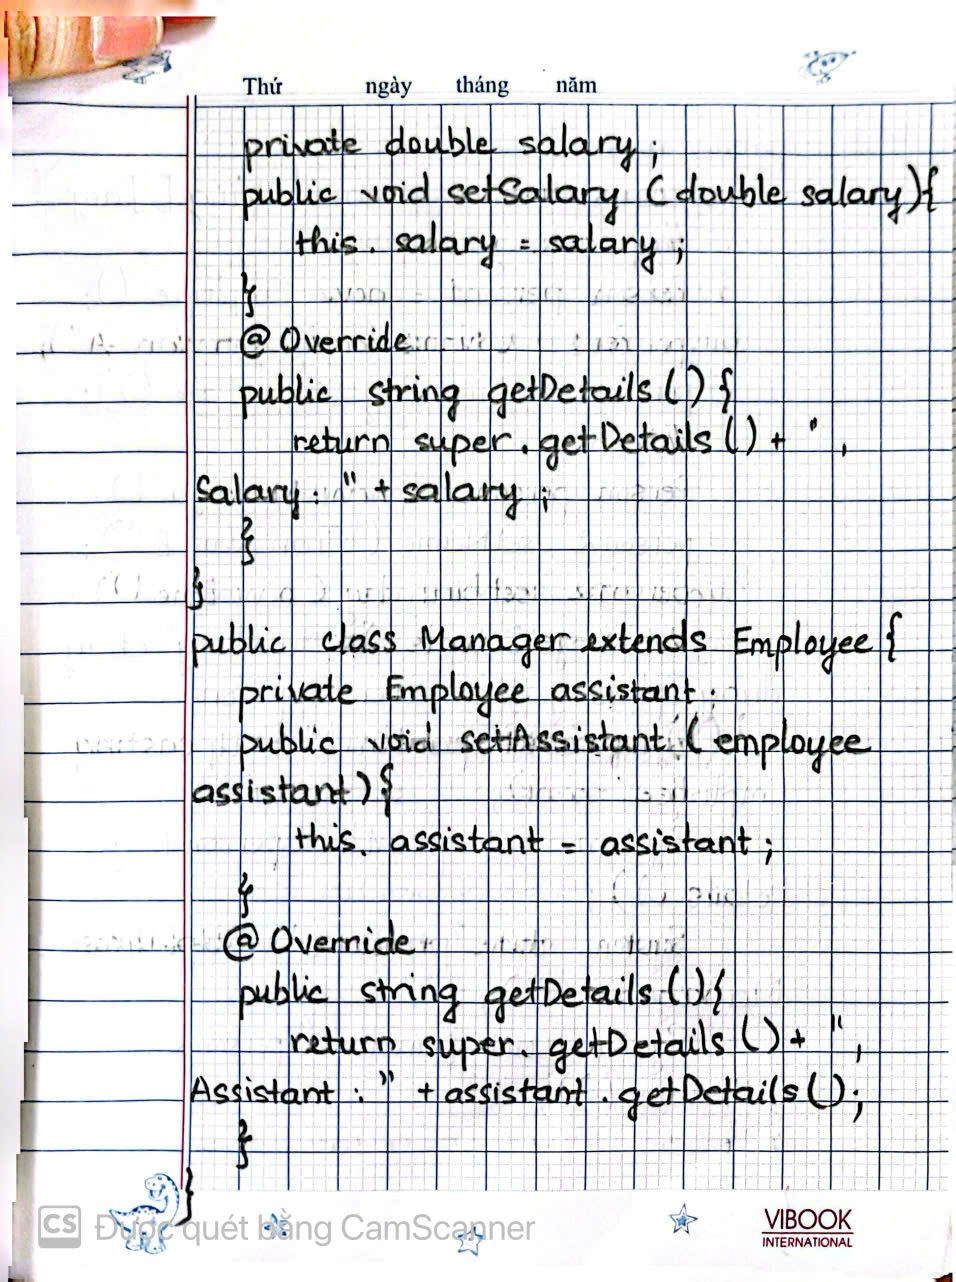 Thứ ngày tháng năm
private double salary;
public void setSalary (double salary){
this. salary = salary;
}
@ Override
public string getDetails () {
return super. getDetails () + " ,
Salary : " + salary ;
}
}
public class Manager extends Employee {
private Employee assistant.
public void setAssistant ( employee
assistant) {
this. assistant = assistant ;
}
@ Override
public string getDetails () {
return super. getDetails () + " ,
Assistant : " + assistant . getDetails () ;
}
}
CS Được quét bằng CamScanner
VIBOOK
INTERNATIONAL